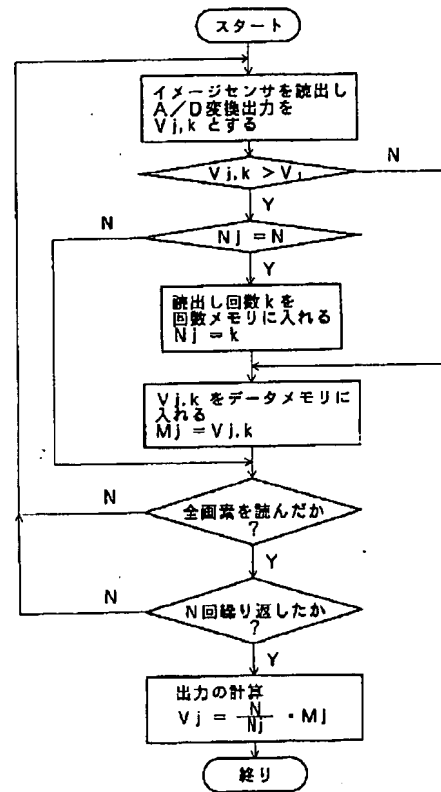 スタート
イメージセンサを読出し
A/D変換出力を
Vj,kとする
Vj,k>V₁
N
Y
N
Nj=N
Y
読出し回数kを
回数メモリに入れる
Nj=k
Vj,kをデータメモリに
入れる
Mj=Vj,k
N
全画素を読んだか
?
Y
N
N回繰り返したか
?
Y
出力の計算
Vj = N/Nj ・Mj
終り